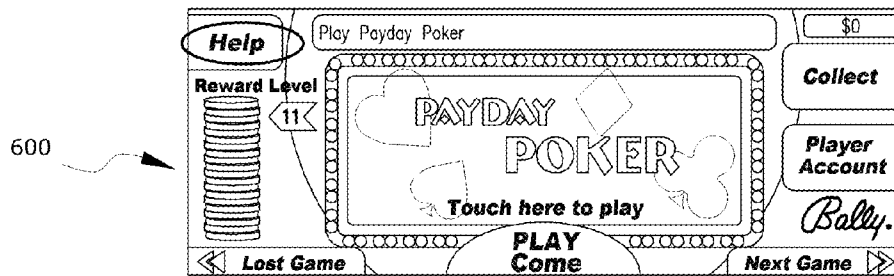 Help
Play Payday Poker
$0
Reward Level
11
Collect
PAYDAY
POKER
Player
Account
Touch here to play
Bally.
PLAY
Come
Lost Game
Next Game
600